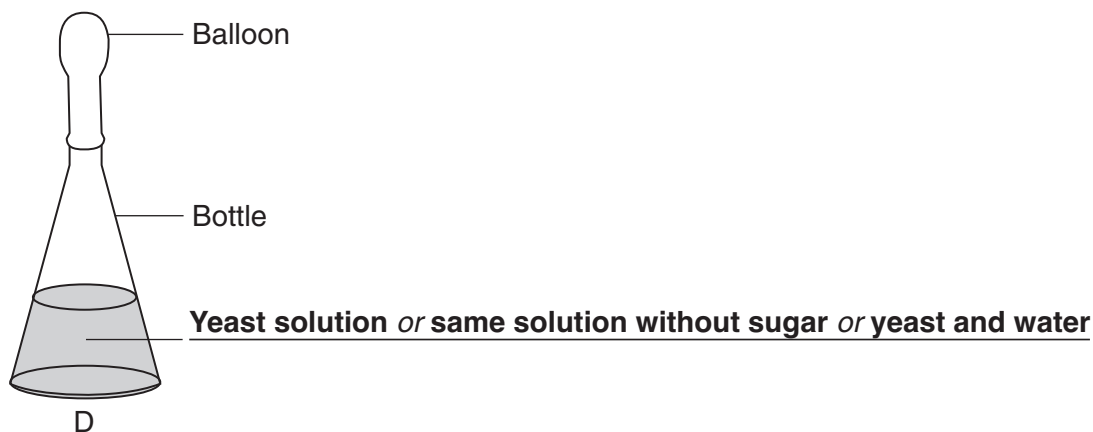 Balloon
Bottle
Yeast solution or same solution without sugar or yeast and water
D